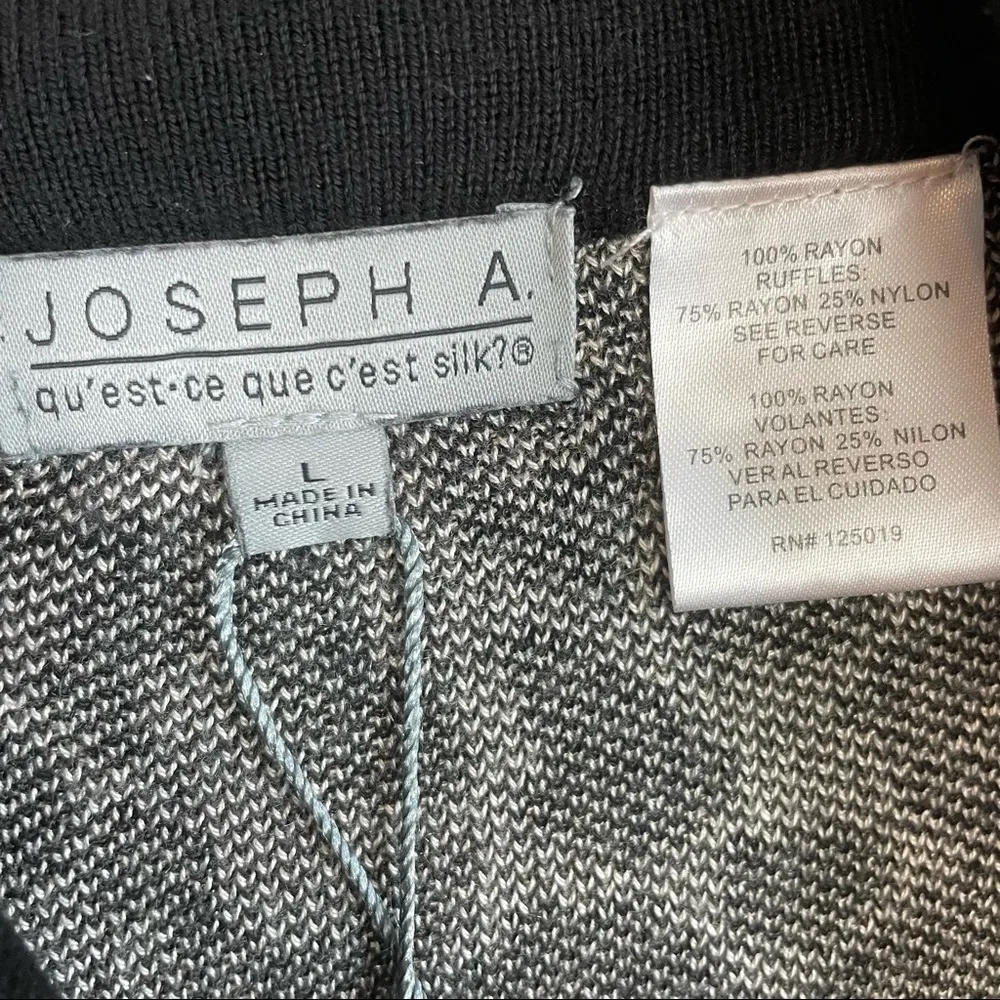 JOSEPH A.
qu'est-ce que c'est silk?®
L
MADE IN
CHINA
100% RAYON
RUFFLES:
75% RAYON 25% NYLON
SEE REVERSE
FOR CARE
100% RAYON
VOLANTES
75% RAYON 25% NILON
VER AL REVERSO
PARA EL CUIDADO
RN# 125019